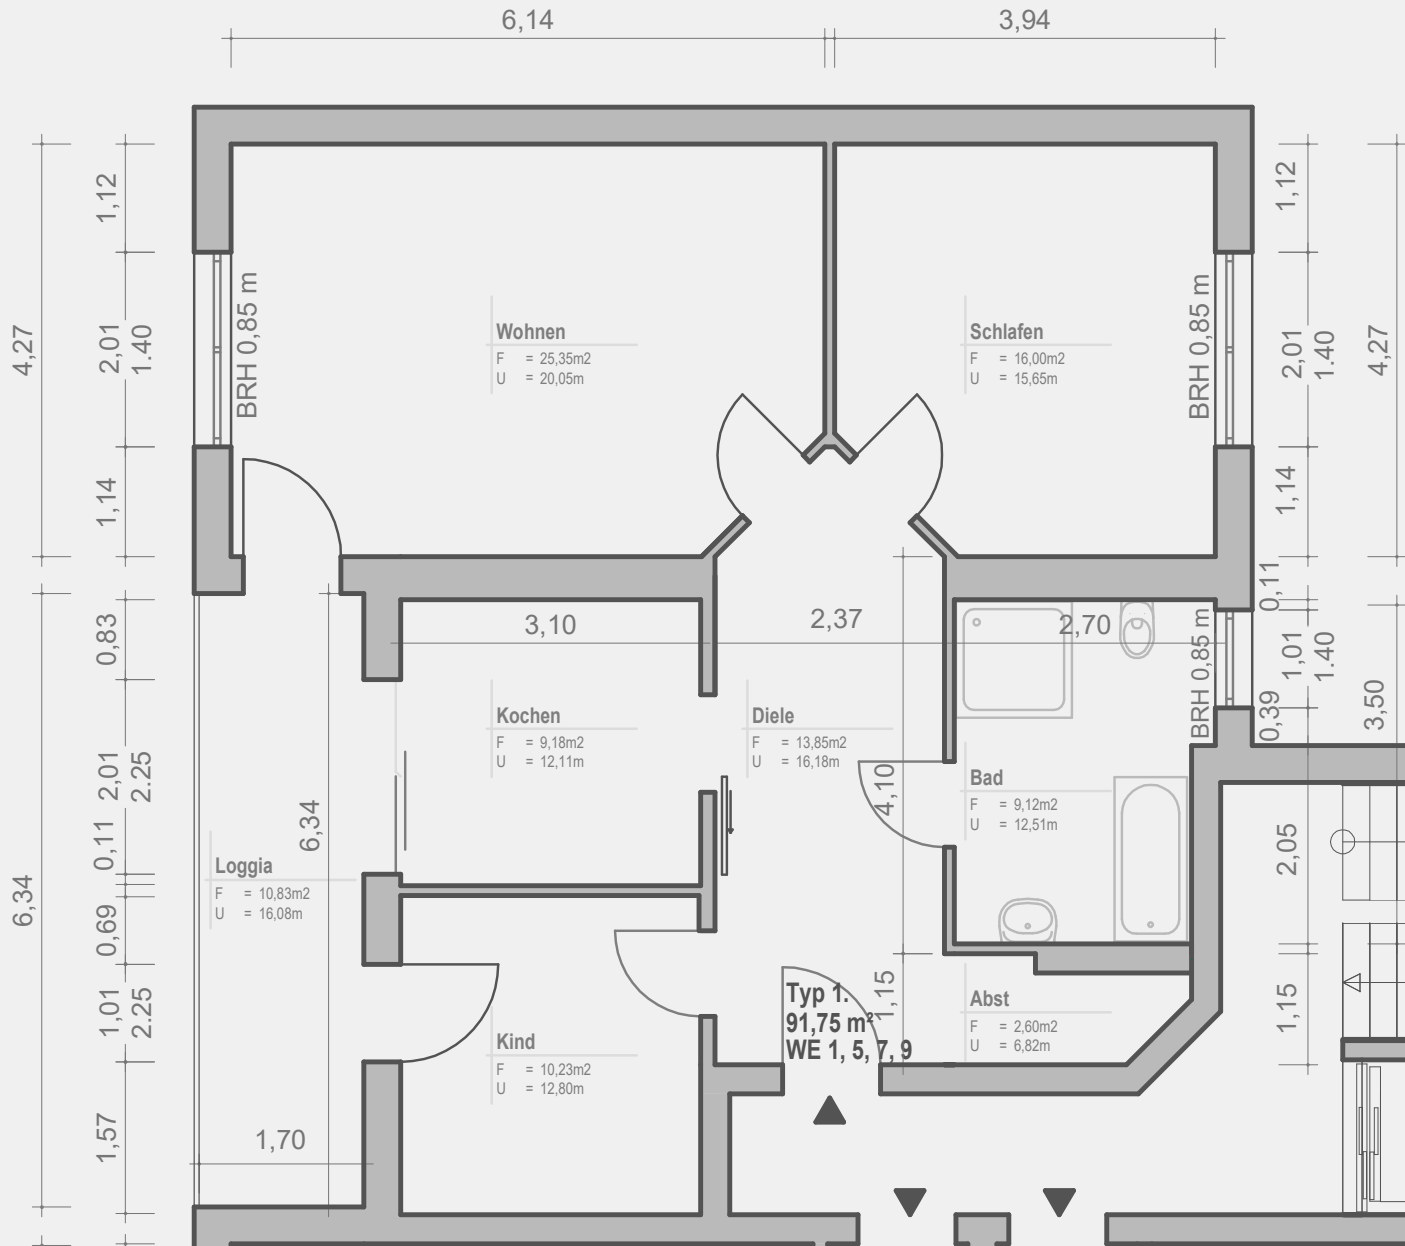 6,14
3,94
1,12
2,01
1.40
1,14
4,27
BRH 0,85 m
Wohnen
F = 25,35m2
U = 20,05m
Schlafen
F = 16,00m2
U = 15,65m
BRH 0,85 m
1,12
2,01
1.40
1,14
4,27
0,11
1,01
1.40
0,39
3,50
BRH 0,85 m
0,83
2,01
2.25
0,11
0,69
1,01
2.25
1,57
6,34
6,34
3,10
2,37
2,70
Kochen
F = 9,18m2
U = 12,11m
Diele
F = 13,85m2
U = 16,18m
4,10
Bad
F = 9,12m2
U = 12,51m
2,05
Loggia
F = 10,83m2
U = 16,08m
1,70
Kind
F = 10,23m2
U = 12,80m
Typ 1.
91,75 m²
WE 1, 5, 7, 9
1,15
Abst
F = 2,60m2
U = 6,82m
1,15